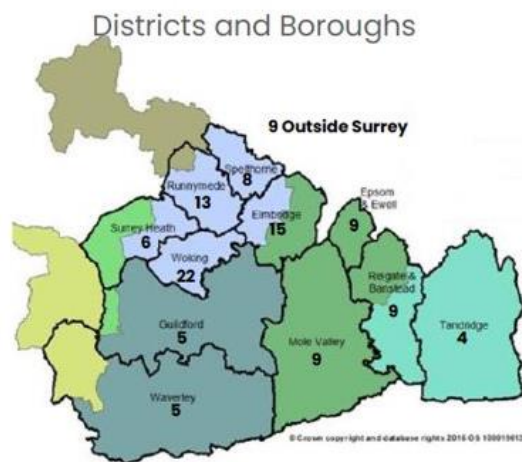 Districts and Boroughs
9 Outside Surrey
Spelthorne
8
Runnymede
13
Epsom
& Ewell
9
Elmbridge
15
Surrey Heath
6
Woking
22
Reigate &
Banstead
9
Guildford
5
Mole Valley
9
Tandridge
4
Waverley
5
© Crown copyright and database rights 2016 OS 100019613